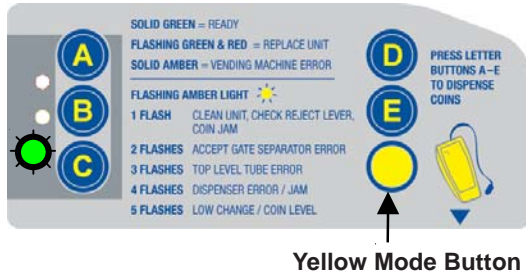 SOLID GREEN = READY
FLASHING GREEN & RED = REPLACE UNIT
SOLID AMBER = VENDING MACHINE ERROR
FLASHING AMBER LIGHT
1 FLASH CLEAN UNIT, CHECK REJECT LEVER,
COIN JAM
2 FLASHES ACCEPT GATE SEPARATOR ERROR
3 FLASHES TOP LEVEL TUBE ERROR
4 FLASHES DISPENSER ERROR / JAM
5 FLASHES LOW CHANGE / COIN LEVEL
A
B
C
D
E
PRESS LETTER
BUTTONS A–E
TO DISPENSE
COINS
Yellow Mode Button